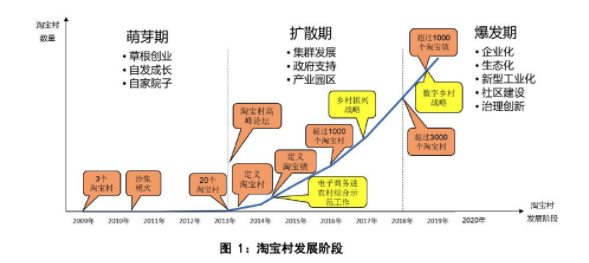 淘宝村
数量
萌芽期
• 草根创业
• 自发成长
• 自家院子
扩散期
• 集群发展
• 政府支持
• 产业园区
爆发期
• 企业化
• 生态化
• 新型工业化
• 社区建设
• 治理创新
超过1000
个淘宝镇
数字乡村
战略
乡村振兴
战略
淘宝村高
峰论坛
超过1000
个淘宝村
超过3000
个淘宝村
定义
淘宝镇
3个
淘宝村
沙集
模式
20个
淘宝村
定义
淘宝村
电子商务进
农村综合示
范工作
2009年
2010年
2011年
2012年
2013年
2014年
2015年
2016年
2017年
2018年
2019年
2020年
淘宝村
发展阶段
图 1：淘宝村发展阶段